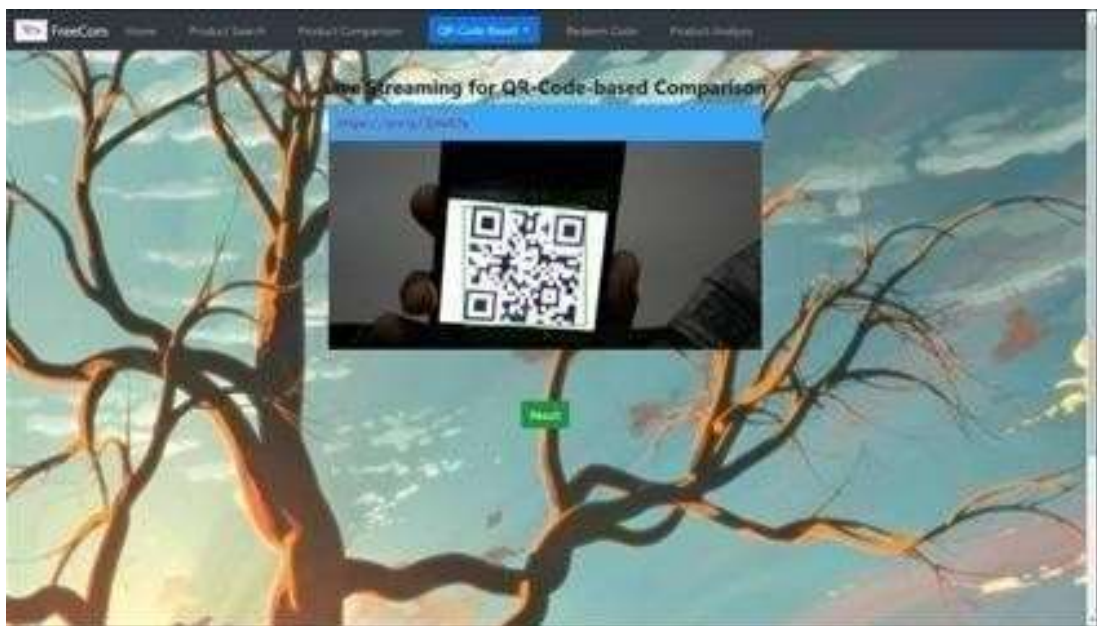 FreeCom Home Product Search Product Comparison QR-Code Based Redeem Code Product Analysis
Live Streaming for QR-Code-based Comparison
Next